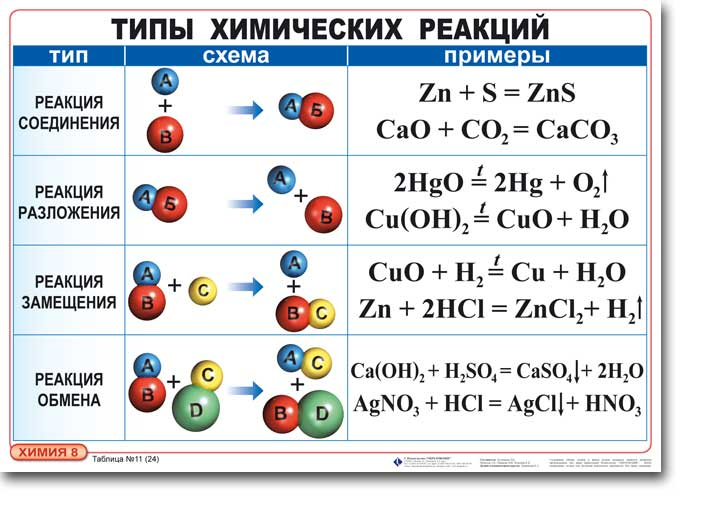 ТИПЫ ХИМИЧЕСКИХ РЕАКЦИЙ
тип схема примеры
РЕАКЦИЯ
СОЕДИНЕНИЯ
А
+
В
АБ
Zn + S = ZnS
CaO + CO₂ = CaCO₃
РЕАКЦИЯ
РАЗЛОЖЕНИЯ
АБ
А
+
В
2HgO =ᵗ 2Hg + O₂↑
Cu(OH)₂ =ᵗ CuO + H₂O
РЕАКЦИЯ
ЗАМЕЩЕНИЯ
А
В + С
А
+
В С
CuO + H₂ =ᵗ Cu + H₂O
Zn + 2HCl = ZnCl₂ + H₂↑
РЕАКЦИЯ
ОБМЕНА
А
В + С
D
А С
+
В D
Ca(OH)₂ + H₂SO₄ = CaSO₄↓ + 2H₂O
AgNO₃ + HCl = AgCl↓ + HNO₃
ХИМИЯ 8
Таблица №11 (24)